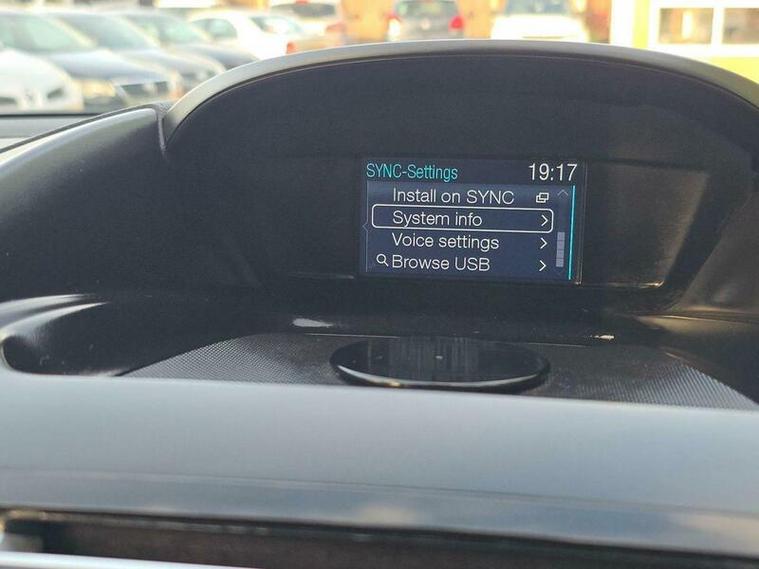 SYNC-Settings 19:17
Install on SYNC
System info
Voice settings
Browse USB